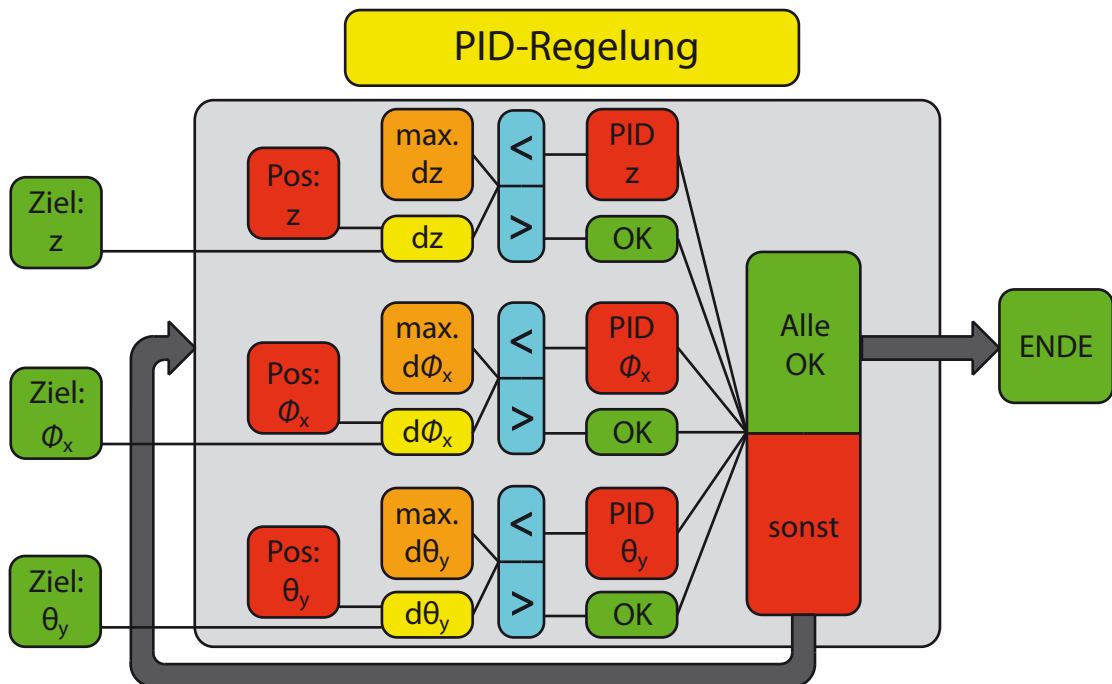 PID-Regelung
Ziel:
z
Pos:
z
max.
dz
dz
<
>
PID
z
OK
Ziel:
Φx
Pos:
Φx
max.
dΦx
dΦx
<
>
PID
Φx
OK
Ziel:
θy
Pos:
θy
max.
dθy
dθy
<
>
PID
θy
OK
Alle
OK
sonst
ENDE